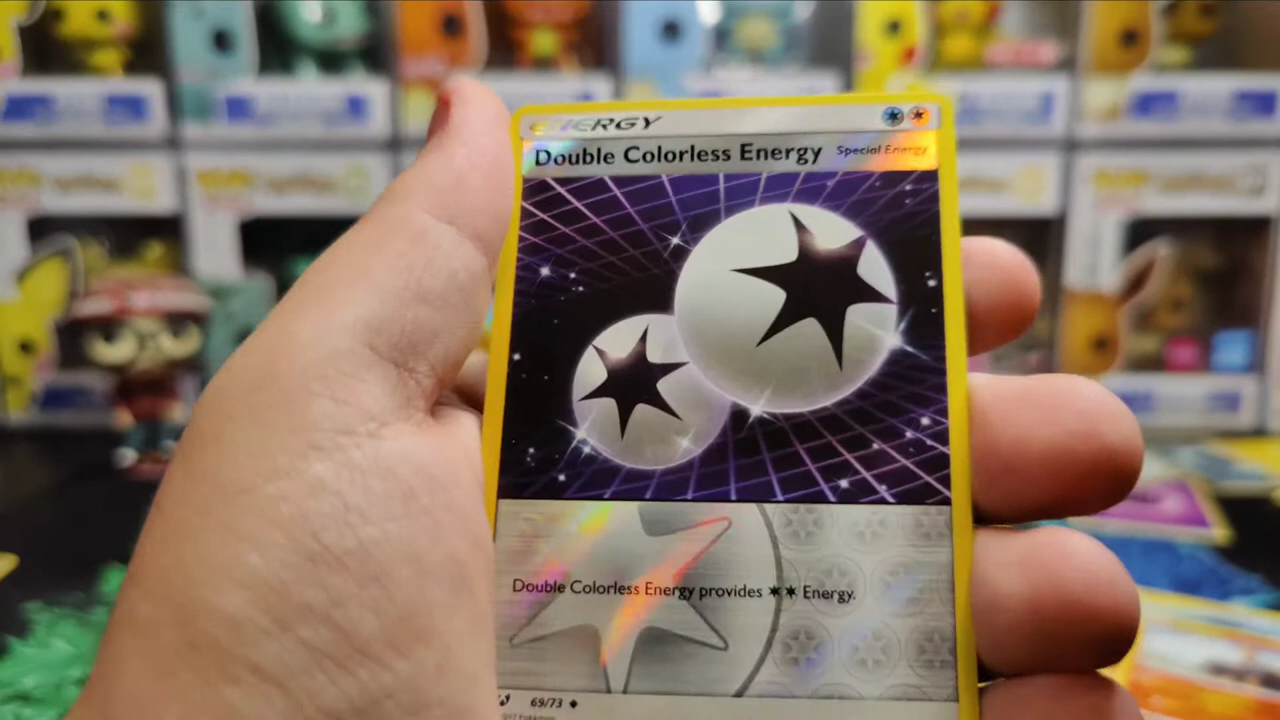 ENERGY
Double Colorless Energy Special Energy
Double Colorless Energy provides ✶✶ Energy.
69/73 ◆